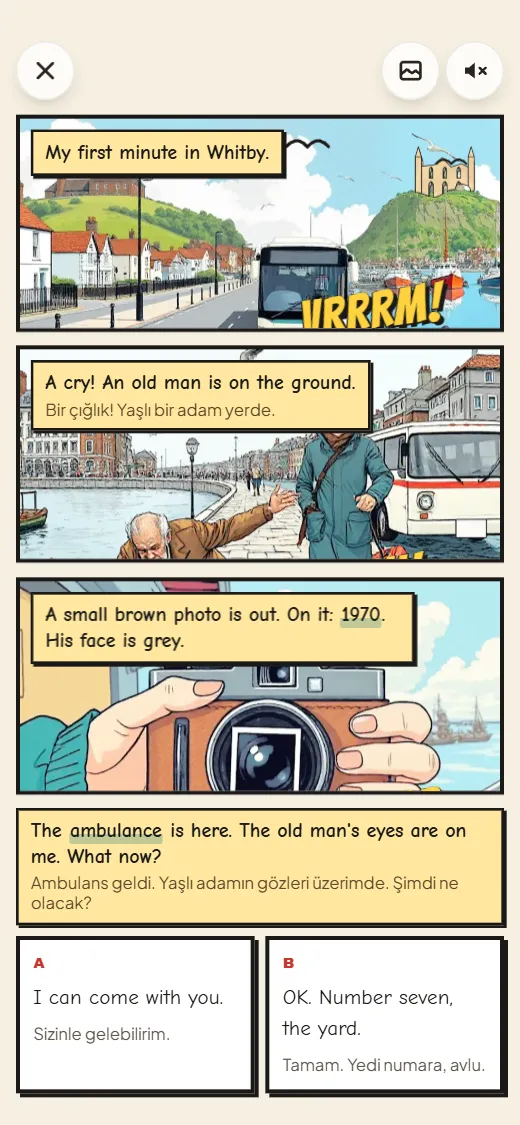 My first minute in Whitby.
VRRRM!
A cry! An old man is on the ground.
Bir çığlık! Yaşlı bir adam yerde.
A small brown photo is out. On it: 1970.
His face is grey.
The ambulance is here. The old man's eyes are on
me. What now?
Ambulans geldi. Yaşlı adamın gözleri üzerimde. Şimdi ne
olacak?
A
I can come with you.
Sizinle gelebilirim.
B
OK. Number seven,
the yard.
Tamam. Yedi numara, avlu.